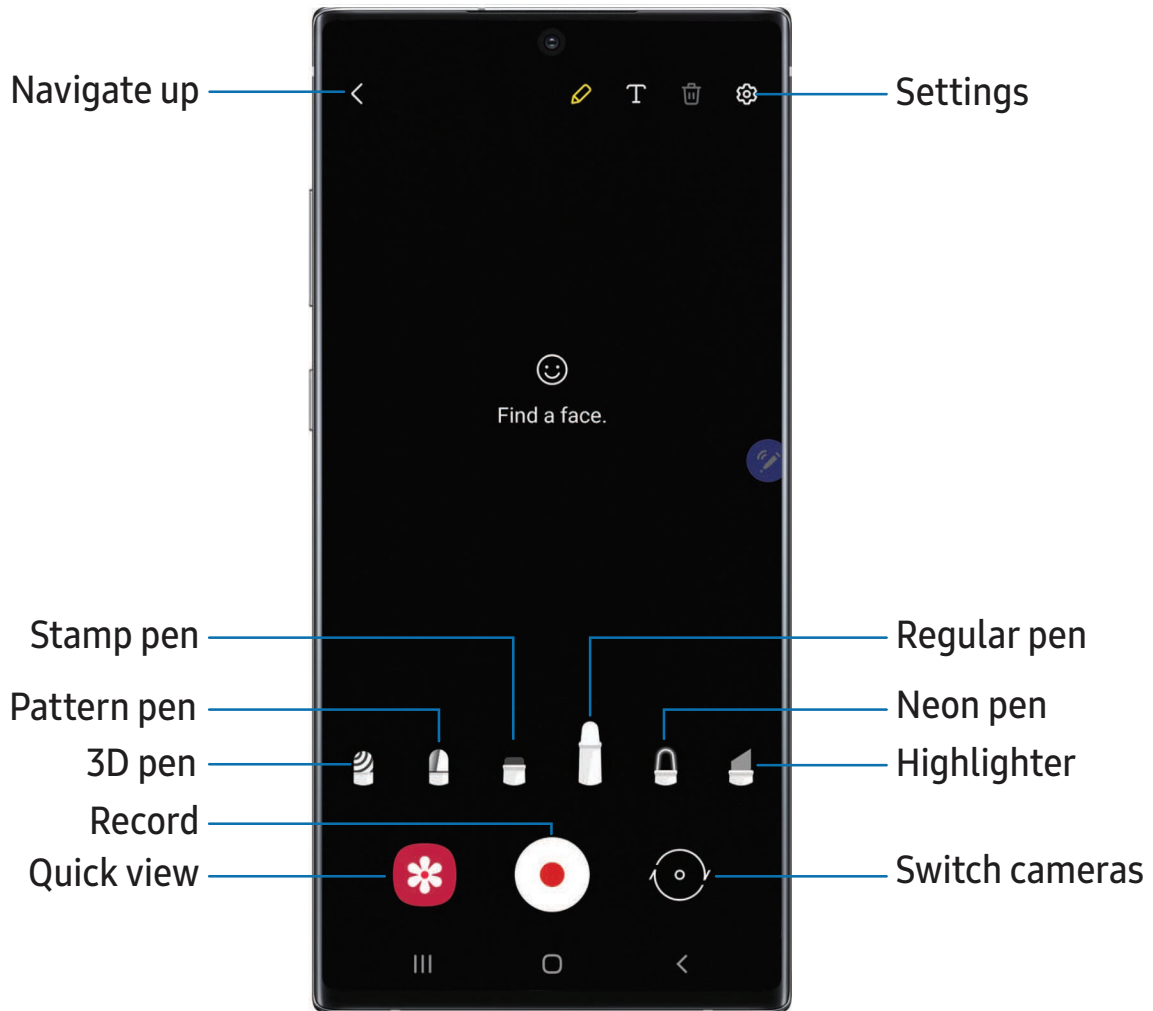 Navigate up
Settings
Find a face.
Stamp pen
Regular pen
Pattern pen
Neon pen
3D pen
Highlighter
Record
Quick view
Switch cameras